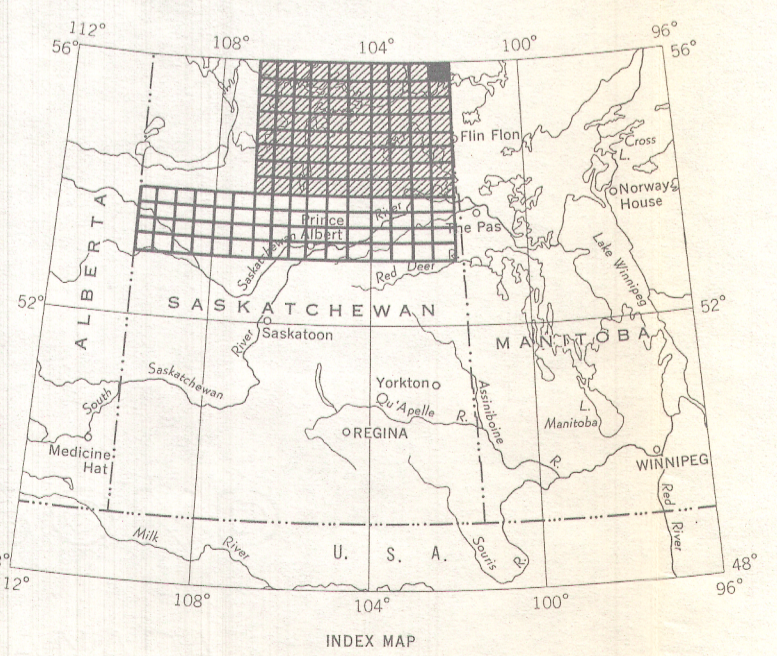 112°
108°
104°
100°
96°
56°
56°
Flin Flon
Cross
L.
Norway
House
River
Prince
Albert
The Pas
Saskatchewan
Red Deer
R.
Lake Winnipeg
ALBERTA
52°
52°
SASKATCHEWAN
MANITOBA
River
Saskatoon
South
Saskatchewan
Yorkton
Qu'Apelle
R.
Assiniboine
L.
Manitoba
REGINA
Medicine
Hat
R.
WINNIPEG
Red
River
Milk
River
U. S. A.
Souris
R.
48°
12°
108°
104°
100°
96°
INDEX MAP